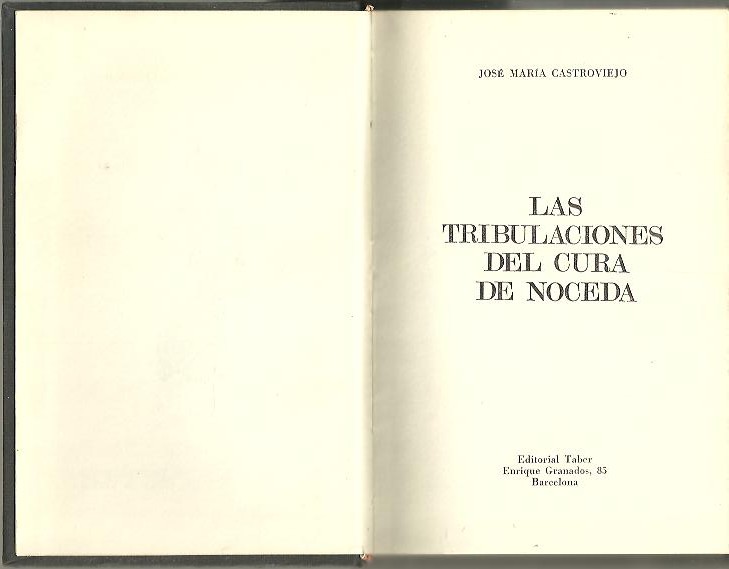 JOSÉ MARÍA CASTROVIEJO
LAS
TRIBULACIONES
DEL CURA
DE NOCEDA
Editorial Taber
Enrique Granados, 85
Barcelona